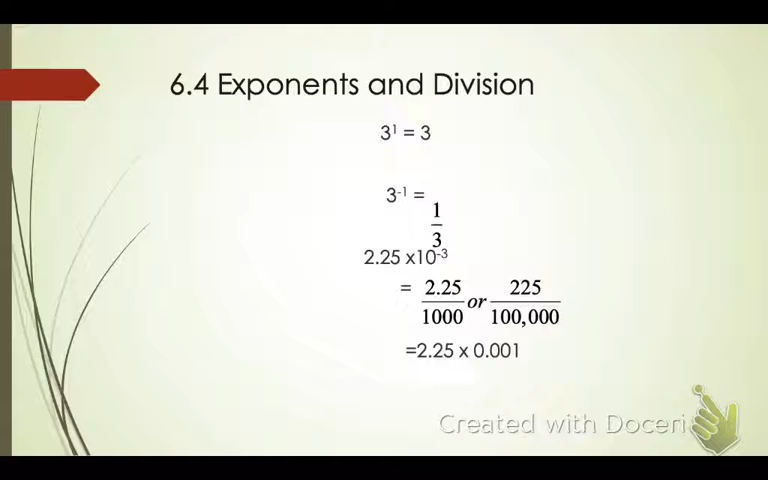 6.4 Exponents and Division
3¹ = 3
3⁻¹ = 1/3
2.25 x10⁻³
= 2.25/1000 or 225/100,000
=2.25 x 0.001
Created with Doceri